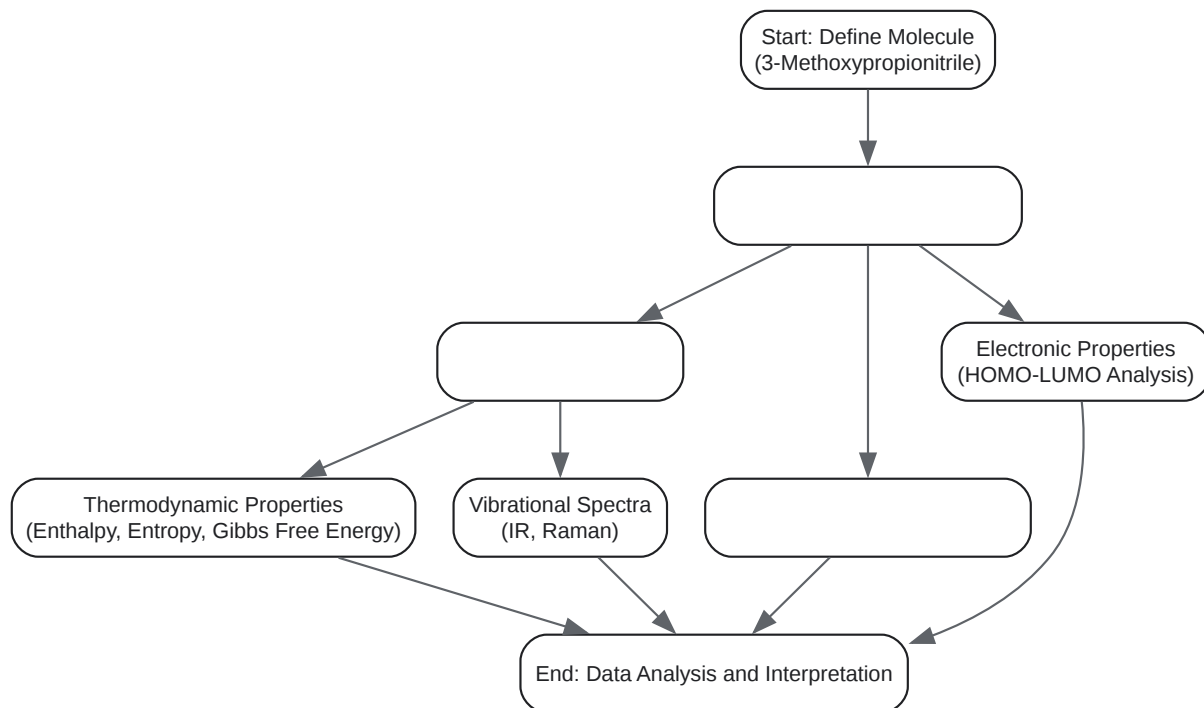 Start: Define Molecule
(3-Methoxypropionitrile)
Electronic Properties
(HOMO-LUMO Analysis)
Thermodynamic Properties
(Enthalpy, Entropy, Gibbs Free Energy)
Vibrational Spectra
(IR, Raman)
End: Data Analysis and Interpretation